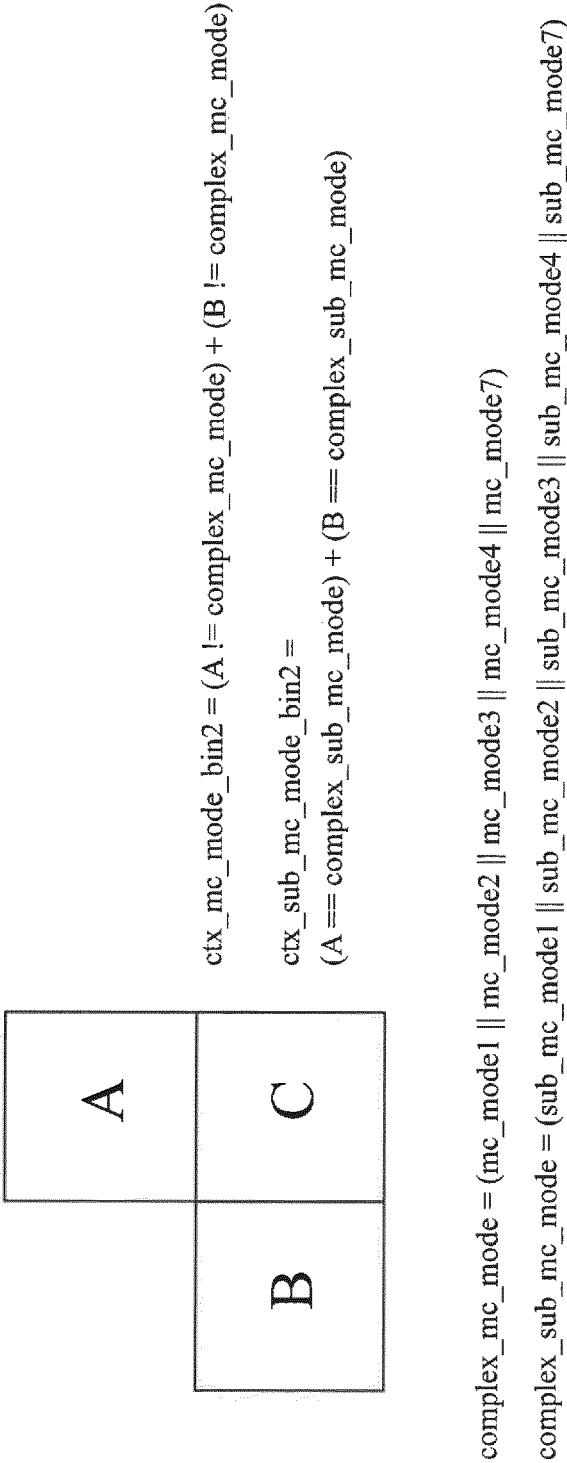 A
B
C
ctx_mc_mode_bin2 = (A != complex_mc_mode) + (B != complex_mc_mode)
ctx_sub_mc_mode_bin2 =
(A == complex_sub_mc_mode) + (B == complex_sub_mc_mode)
complex_mc_mode = (mc_mode1 || mc_mode2 || mc_mode3 || mc_mode4 || mc_mode7)
complex_sub_mc_mode = (sub_mc_mode1 || sub_mc_mode2 || sub_mc_mode3 || sub_mc_mode4 || sub_mc_mode7)